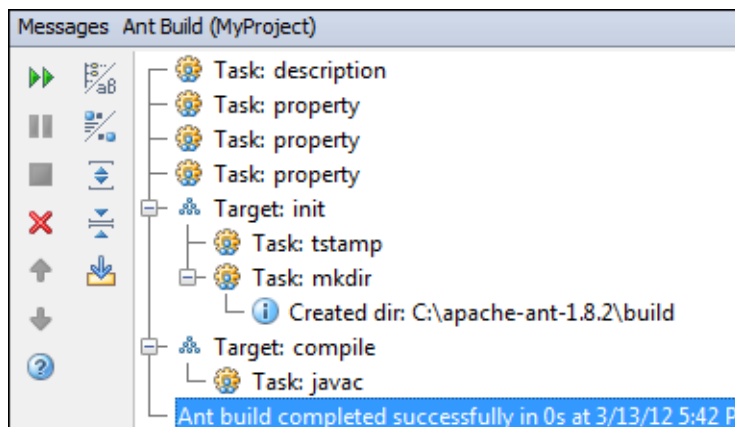 Messages Ant Build (MyProject)
Task: description
Task: property
Task: property
Task: property
Target: init
Task: tstamp
Task: mkdir
Created dir: C:\apache-ant-1.8.2\build
Target: compile
Task: javac
Ant build completed successfully in 0s at 3/13/12 5:42 P